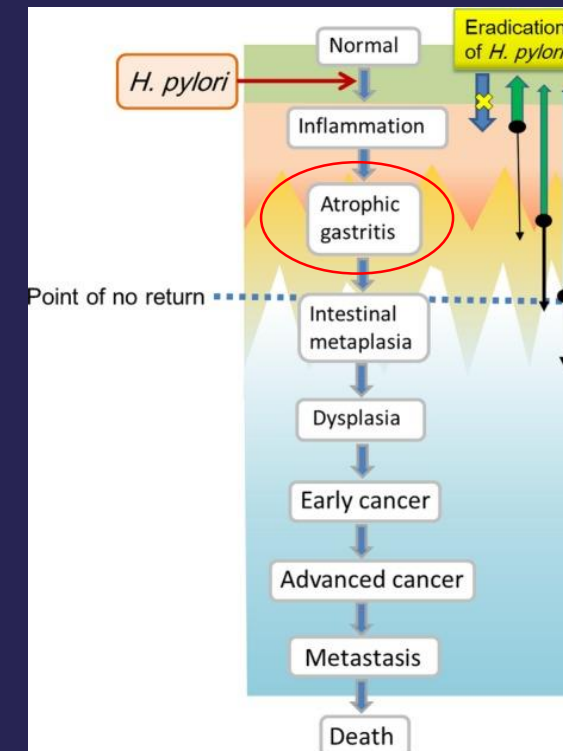 Normal
Eradication
of H. pylori
H. pylori
Inflammation
Atrophic
gastritis
Point of no return
Intestinal
metaplasia
Dysplasia
Early cancer
Advanced cancer
Metastasis
Death